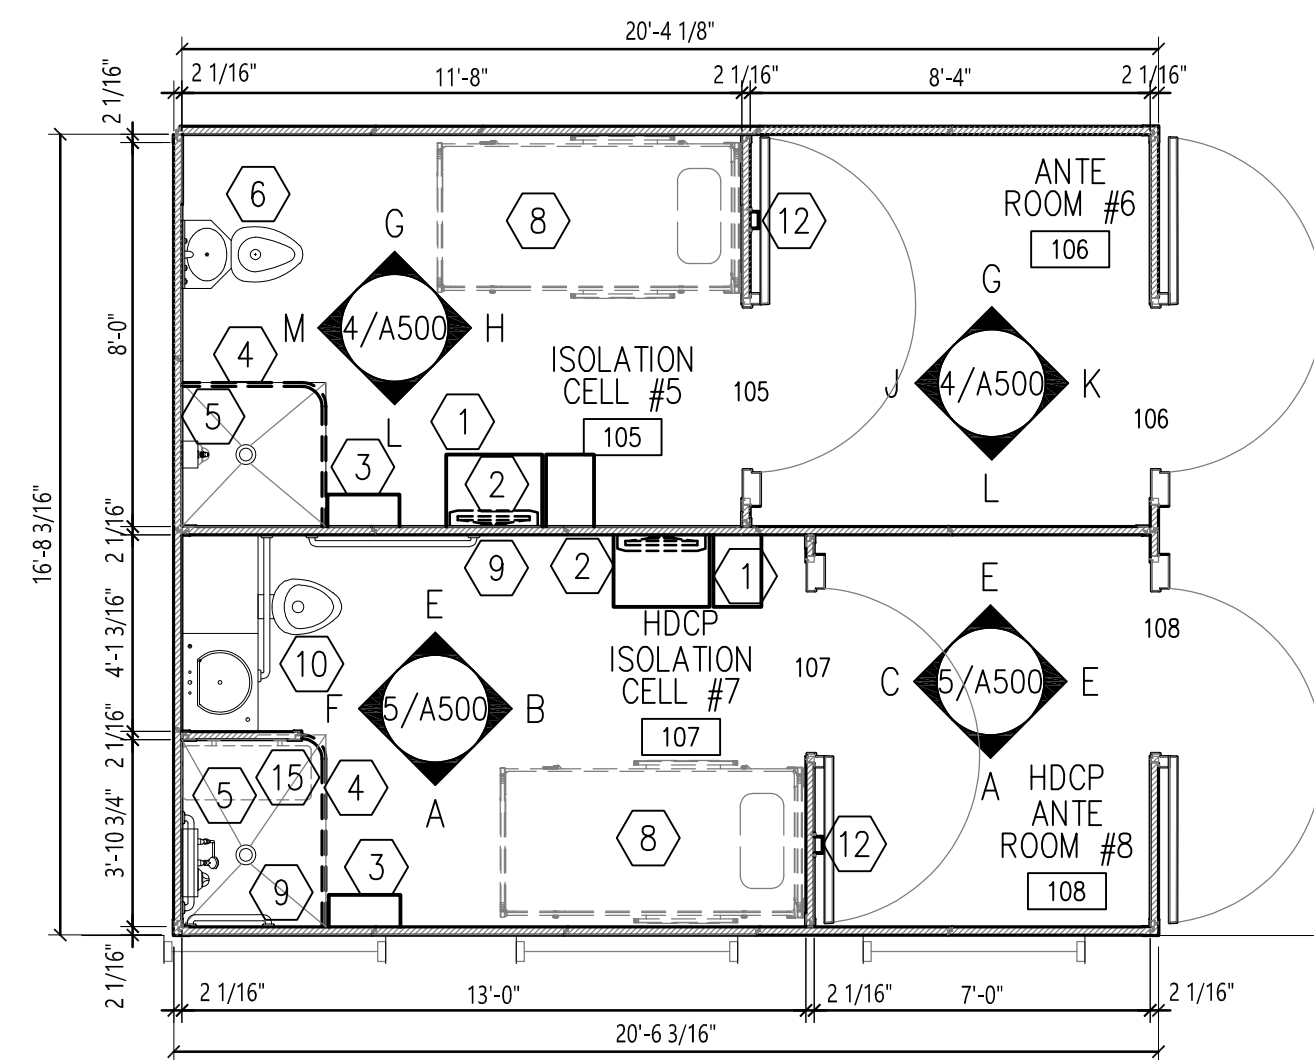 20'-4 1/8"
2 1/16"
11'-8"
2 1/16"
8'-4"
2 1/16"
2 1/16"
8'-0"
16'-8 3/16"
2 1/16"
4'-1 3/16"
2 1/16"
3'-10 3/4"
2 1/16"
6
8
12
ANTE
ROOM #6
106
G
M
4/A500
H
L
G
J
4/A500
K
L
4
5
3
1
2
ISOLATION
CELL #5
105
105
106
9
2
1
HDCP
ISOLATION
CELL #7
107
107
108
10
E
F
5/A500
B
A
E
C
5/A500
E
A
5
15
4
9
3
8
12
HDCP
ANTE
ROOM #8
108
2 1/16"
13'-0"
2 1/16"
7'-0"
2 1/16"
20'-6 3/16"